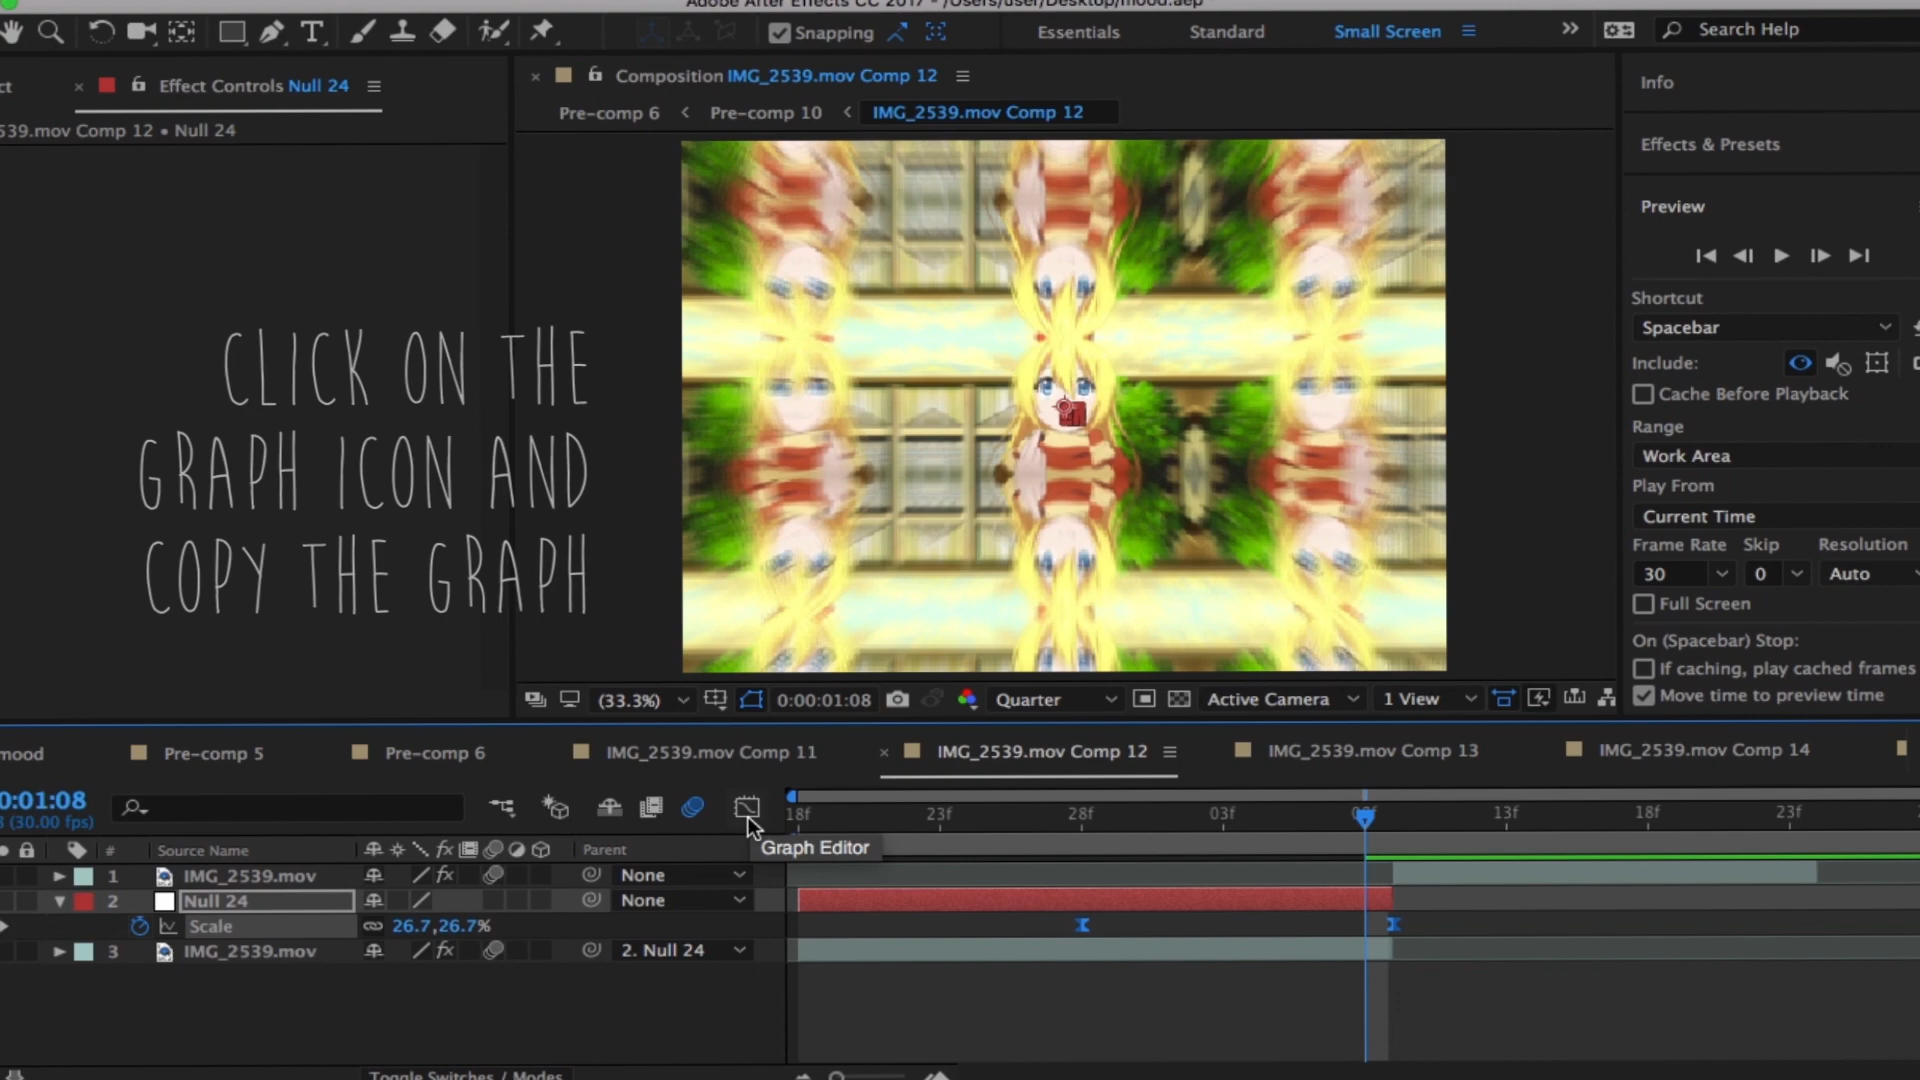 Adobe After Effects CC 2017 - /Users/user/Desktop/mood.aep *
Snapping
Essentials
Standard
Small Screen
Search Help
ct
Effect Controls Null 24
539.mov Comp 12 • Null 24
Composition IMG_2539.mov Comp 12
Pre-comp 6
Pre-comp 10
IMG_2539.mov Comp 12
Info
Effects & Presets
Preview
Shortcut
Spacebar
Include:
Cache Before Playback
Range
Work Area
Play From
Current Time
Frame Rate Skip Resolution
30 0 Auto
Full Screen
On (Spacebar) Stop:
If caching, play cached frames
Move time to preview time
CLICK ON THE
GRAPH ICON AND
COPY THE GRAPH
(33.3%) 0:00:01:08 Quarter Active Camera 1 View
mood Pre-comp 5 Pre-comp 6 IMG_2539.mov Comp 11 IMG_2539.mov Comp 12 IMG_2539.mov Comp 13 IMG_2539.mov Comp 14
0:01:08
8 (30.00 fps)
18f 23f 28f 03f 13f 18f 23f
Graph Editor
# Source Name fx Parent
1 IMG_2539.mov fx None
2 Null 24 None
Scale 26.7,26.7%
3 IMG_2539.mov fx 2. Null 24
Toggle Switches / Modes